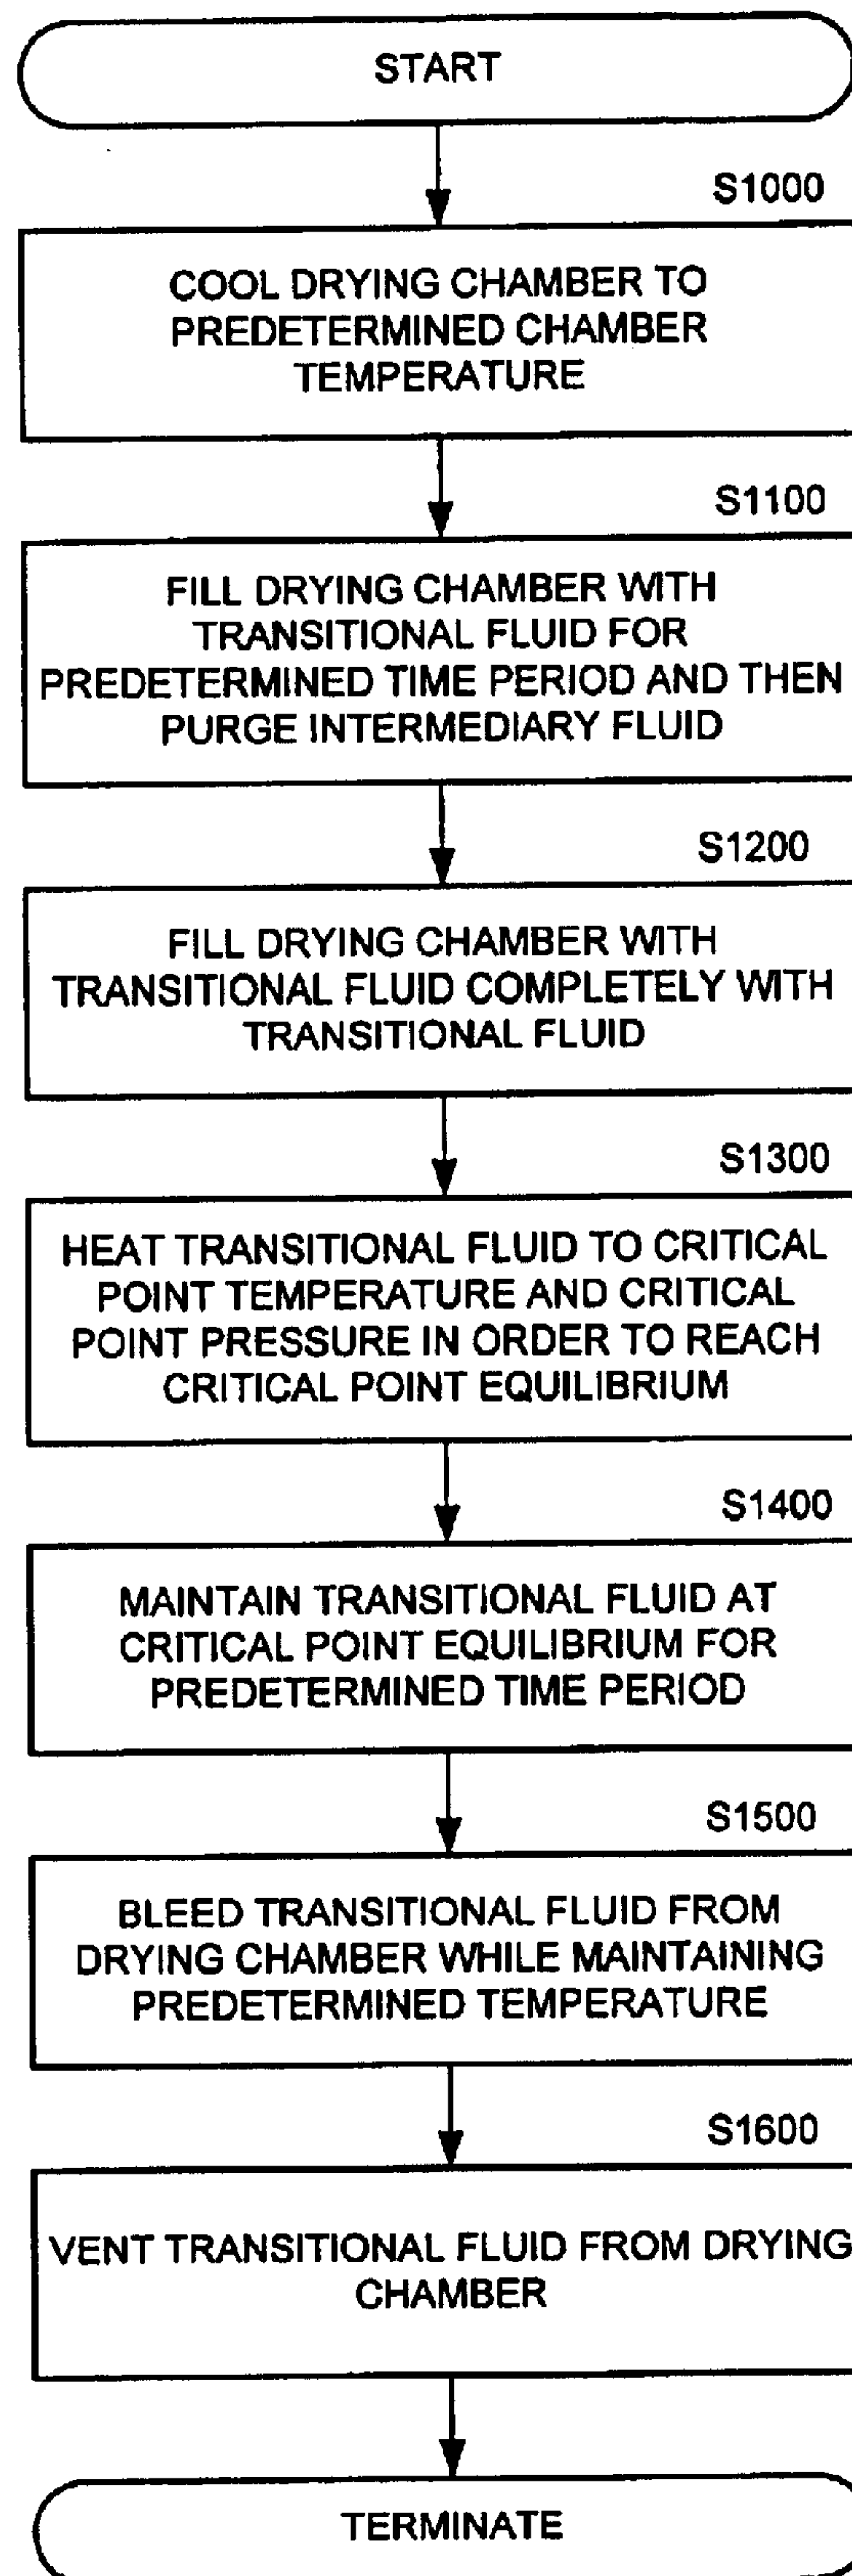 START
S1000
COOL DRYING CHAMBER TO
PREDETERMINED CHAMBER
TEMPERATURE
S1100
FILL DRYING CHAMBER WITH
TRANSITIONAL FLUID FOR
PREDETERMINED TIME PERIOD AND THEN
PURGE INTERMEDIARY FLUID
S1200
FILL DRYING CHAMBER WITH
TRANSITIONAL FLUID COMPLETELY WITH
TRANSITIONAL FLUID
S1300
HEAT TRANSITIONAL FLUID TO CRITICAL
POINT TEMPERATURE AND CRITICAL
POINT PRESSURE IN ORDER TO REACH
CRITICAL POINT EQUILIBRIUM
S1400
MAINTAIN TRANSITIONAL FLUID AT
CRITICAL POINT EQUILIBRIUM FOR
PREDETERMINED TIME PERIOD
S1500
BLEED TRANSITIONAL FLUID FROM
DRYING CHAMBER WHILE MAINTAINING
PREDETERMINED TEMPERATURE
S1600
VENT TRANSITIONAL FLUID FROM DRYING
CHAMBER
TERMINATE